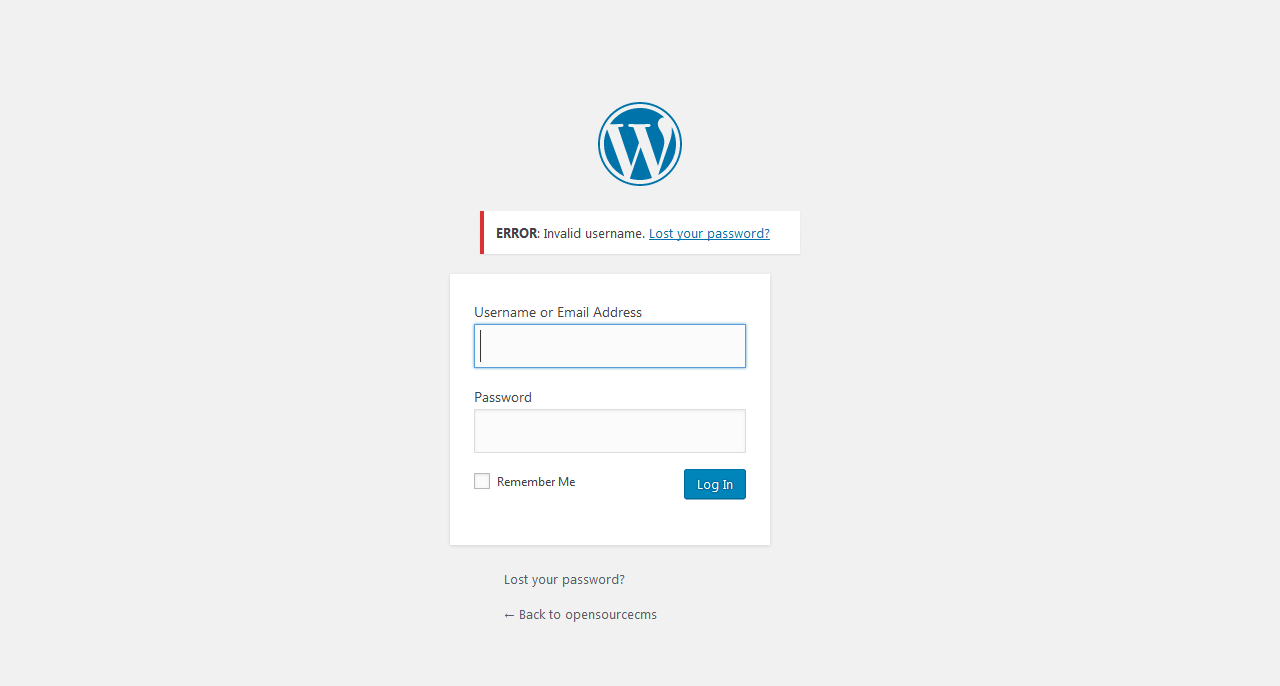 ERROR: Invalid username. Lost your password?
Username or Email Address
Password
Remember Me
Log In
Lost your password?
← Back to opensourcecms